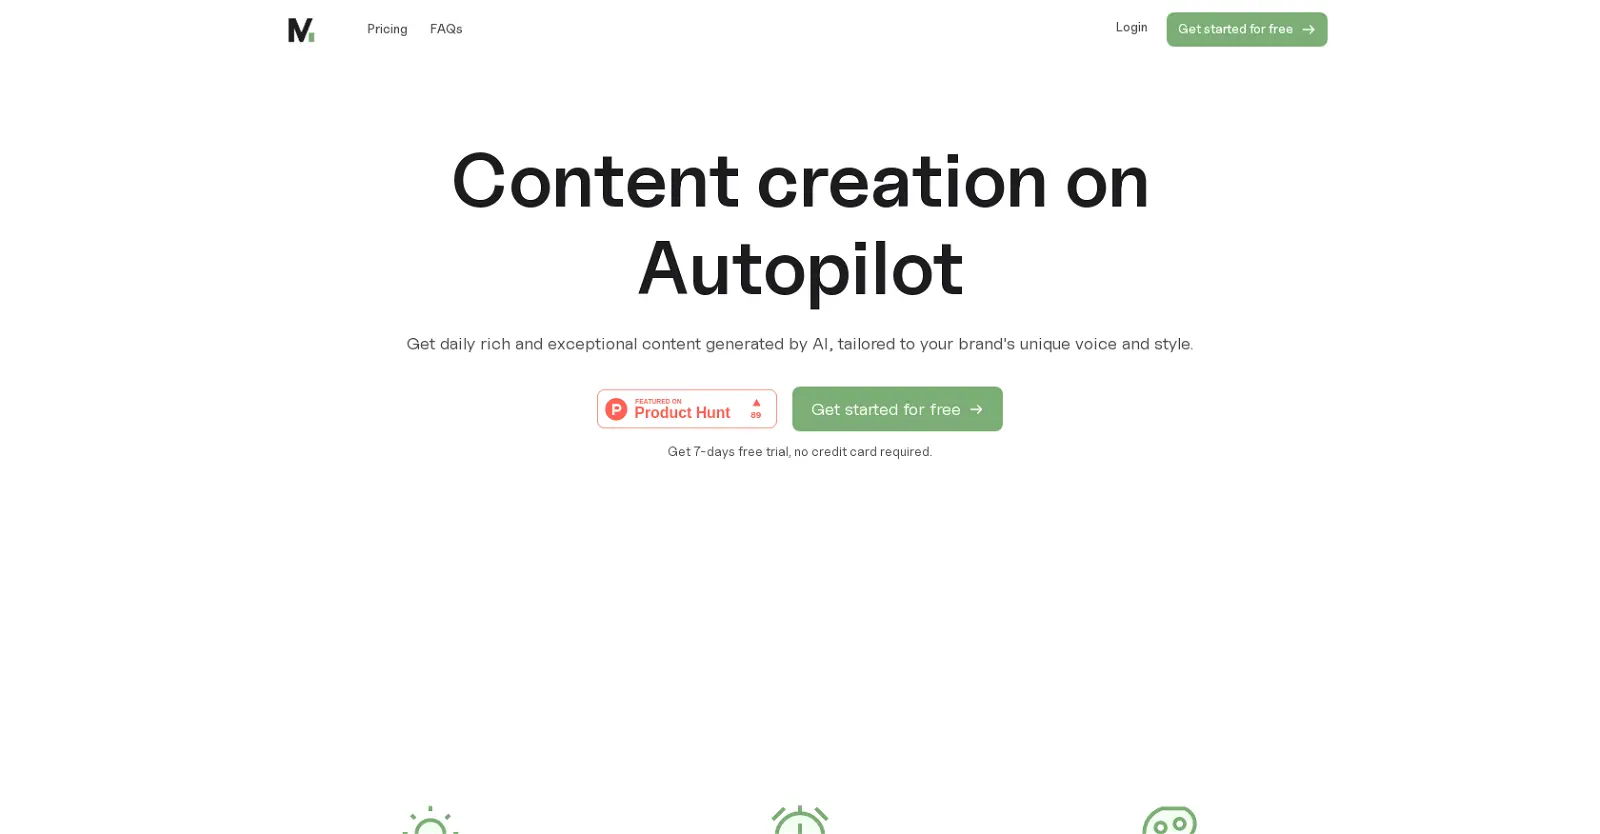 M
Pricing
FAQs
Login
Get started for free
Content creation on
Autopilot
Get daily rich and exceptional content generated by AI, tailored to your brand's unique voice and style.
P
FEATURED ON
Product Hunt
89
Get started for free
Get 7-days free trial, no credit card required.